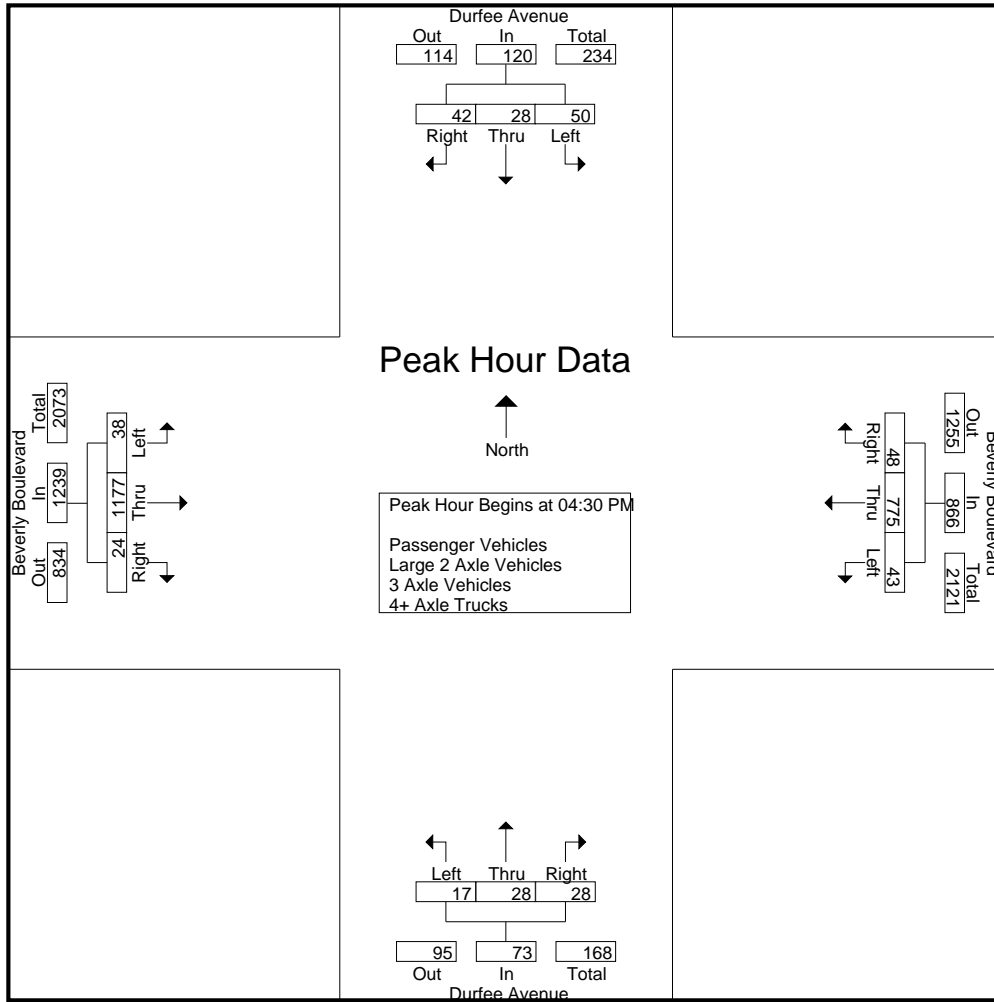 Durfee Avenue
Out In Total
114 120 234
42 28 50
Right Thru Left
Peak Hour Data
North
Peak Hour Begins at 04:30 PM
Passenger Vehicles
Large 2 Axle Vehicles
3 Axle Vehicles
4+ Axle Trucks
Beverly Boulevard
Out In Total
834 1239 2073
24 1177 38
Right Thru Left
Beverly Boulevard
Out In Total
1255 866 2121
48 775 43
Right Thru Left
Left Thru Right
17 28 28
95 73 168
Out In Total
Durfee Avenue